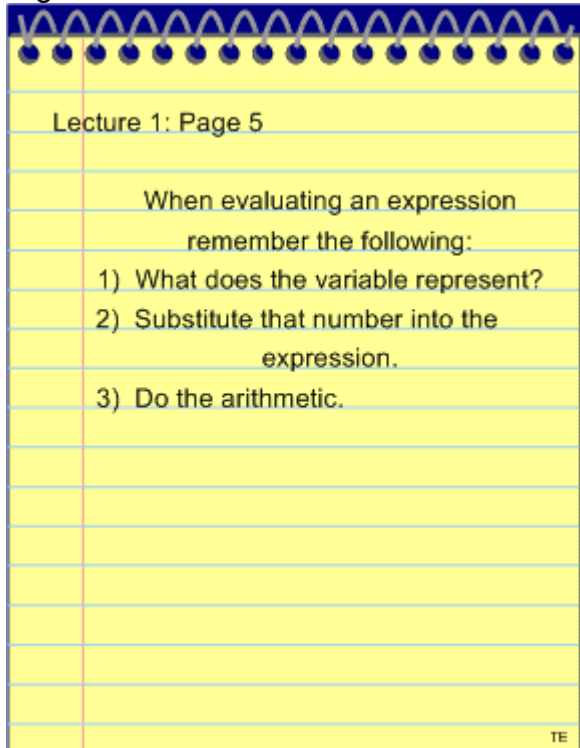 Lecture 1: Page 5
When evaluating an expression
remember the following:
1) What does the variable represent?
2) Substitute that number into the
expression.
3) Do the arithmetic.
TE